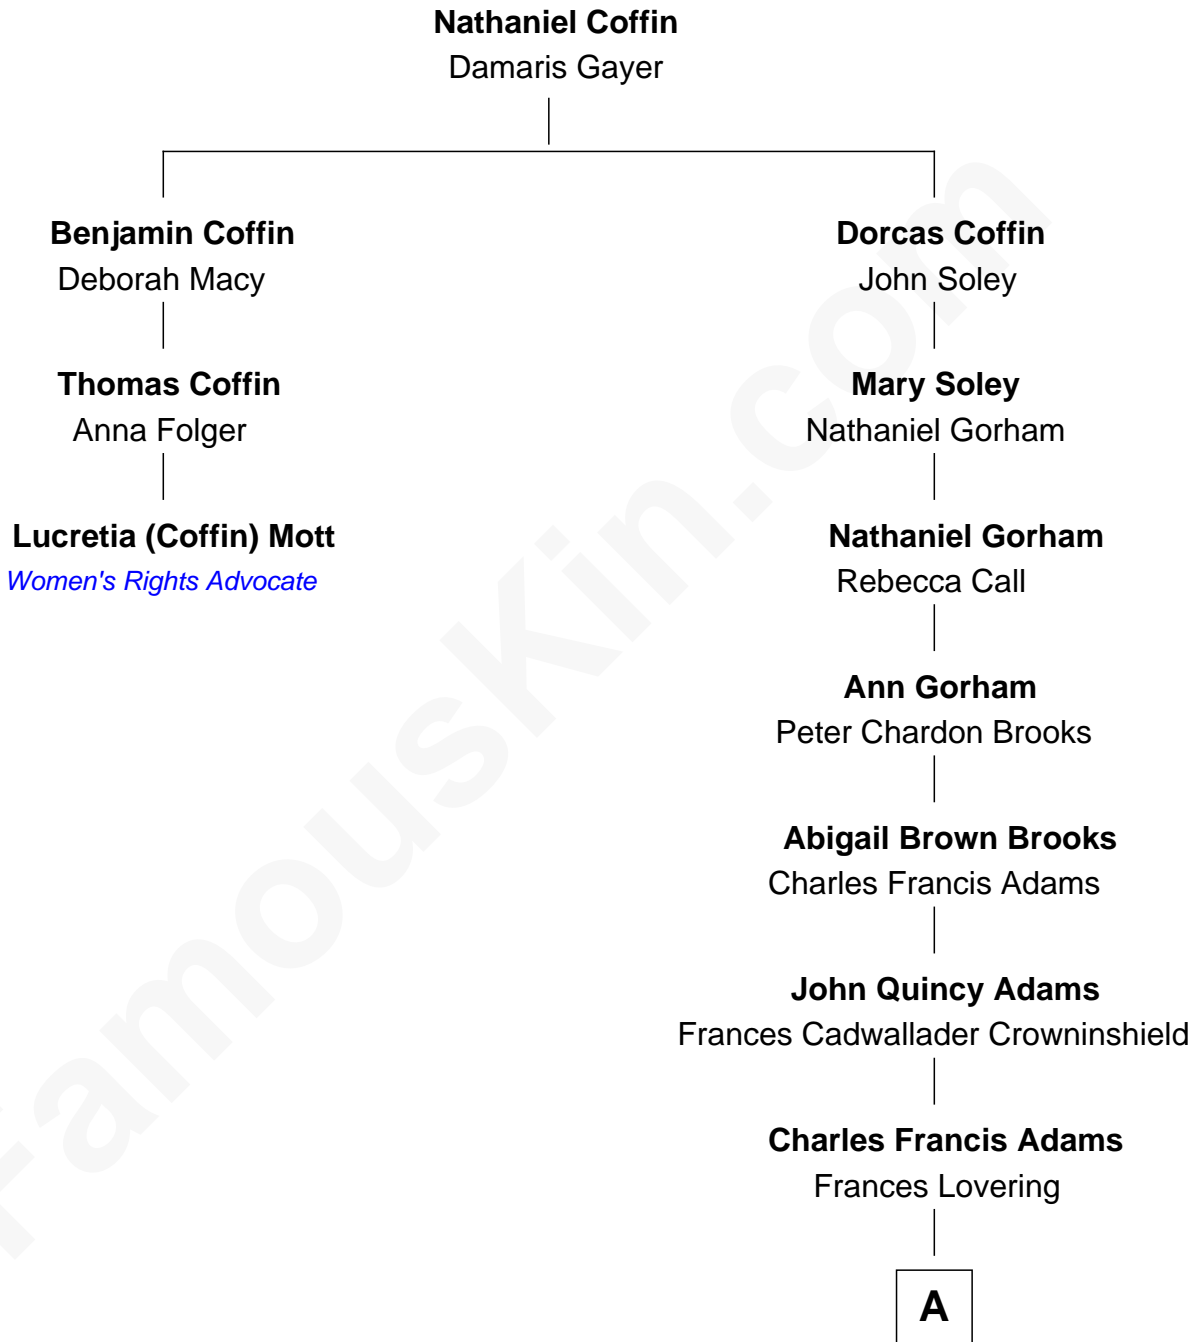 Nathaniel Coffin
Damaris Gayer
Benjamin Coffin
Deborah Macy
Thomas Coffin
Anna Folger
Lucretia (Coffin) Mott
Women's Rights Advocate
Dorcas Coffin
John Soley
Mary Soley
Nathaniel Gorham
Nathaniel Gorham
Rebecca Call
Ann Gorham
Peter Chardon Brooks
Abigail Brown Brooks
Charles Francis Adams
John Quincy Adams
Frances Cadwallader Crowninshield
Charles Francis Adams
Frances Lovering
A
FamousKin.com